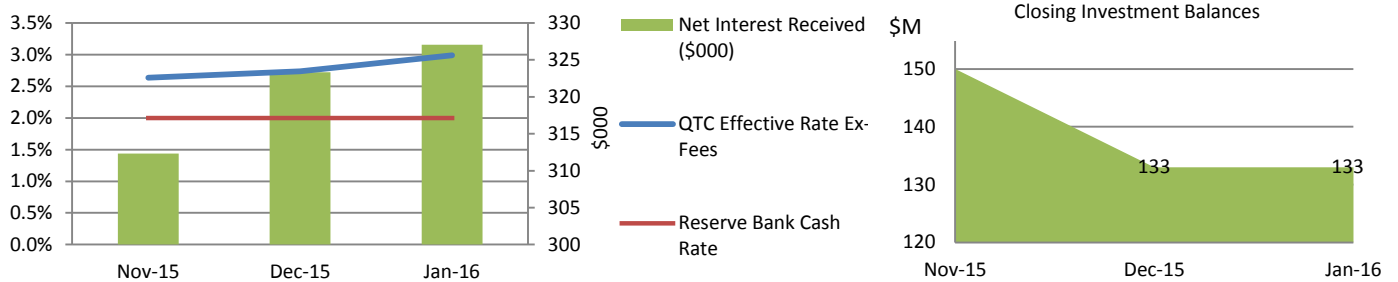 3.5%
3.0%
2.5%
2.0%
1.5%
1.0%
0.5%
0.0%
Nov-15
Dec-15
Jan-16
330
325
320
315
310
305
300
$000
Net Interest Received
($000)
QTC Effective Rate Ex-
Fees
Reserve Bank Cash
Rate
Closing Investment Balances
$M
150
140
130
120
133
133
Nov-15
Dec-15
Jan-16